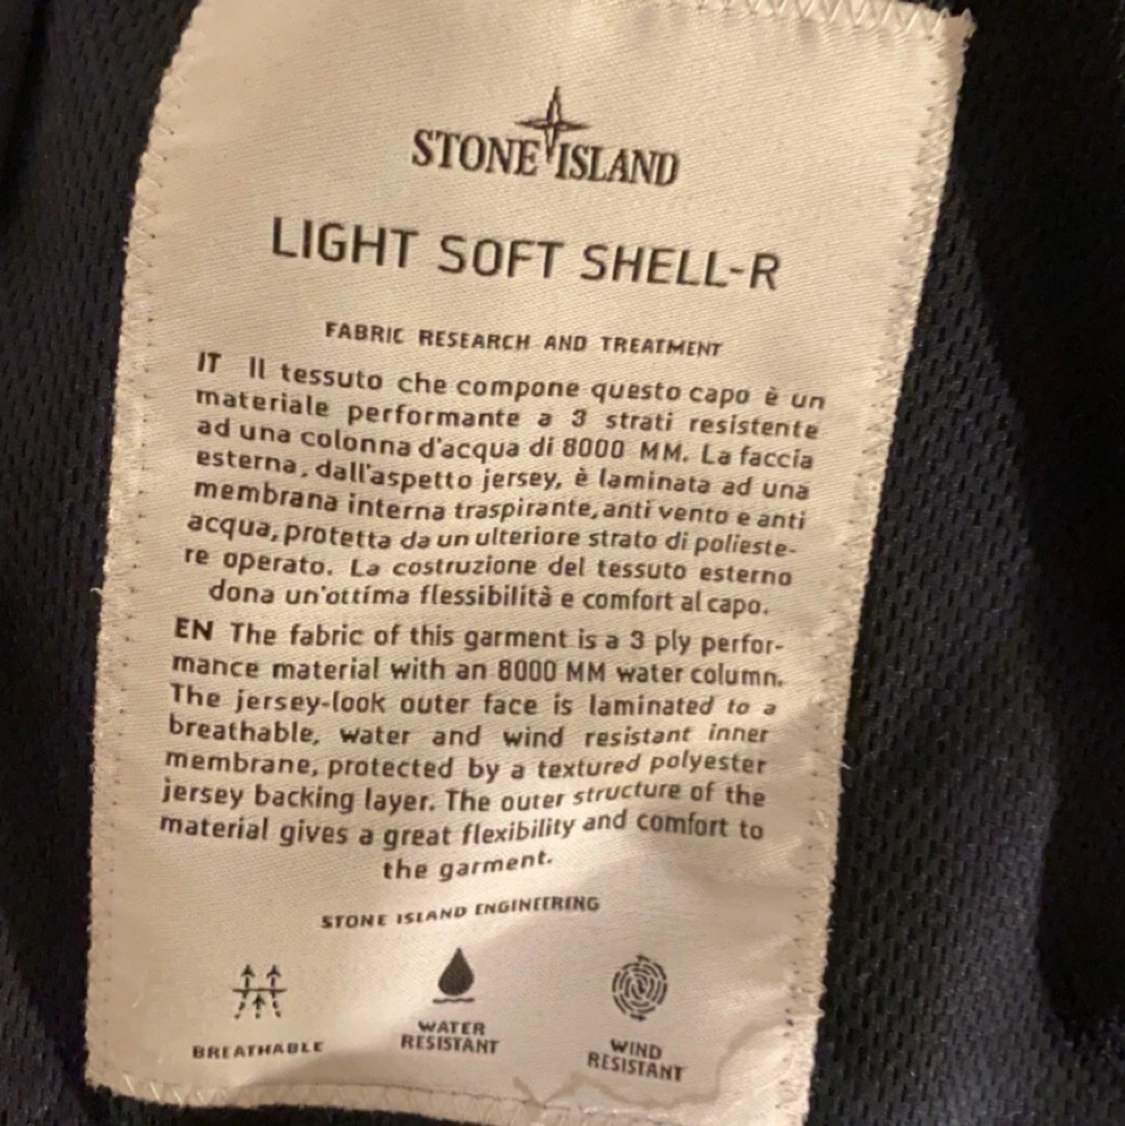 STONE ISLAND
LIGHT SOFT SHELL-R
FABRIC RESEARCH AND TREATMENT
IT Il tessuto che compone questo capo è un
materiale performante a 3 strati resistente
ad una colonna d'acqua di 8000 MM. La faccia
esterna, dall'aspetto jersey, è laminata ad una
membrana interna traspirante, anti vento e anti
acqua, protetta da un ulteriore strato di polieste-
re operato. La costruzione del tessuto esterno
dona un'ottima flessibilità e comfort al capo.
EN The fabric of this garment is a 3 ply perfor-
mance material with an 8000 MM water column.
The jersey-look outer face is laminated to a
breathable, water and wind resistant inner
membrane, protected by a textured polyester
jersey backing layer. The outer structure of the
material gives a great flexibility and comfort to
the garment.
STONE ISLAND ENGINEERING
BREATHABLE
WATER
RESISTANT
WIND
RESISTANT